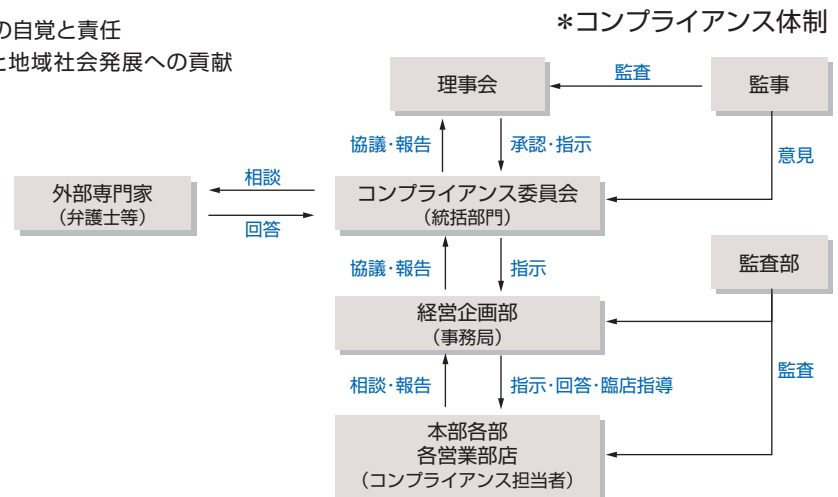 の自覚と責任
と地域社会発展への貢献
＊コンプライアンス体制
理事会
監査
監事
協議・報告
承認・指示
意見
外部専門家
（弁護士等）
相談
回答
コンプライアンス委員会
（統括部門）
協議・報告
指示
監査部
経営企画部
（事務局）
相談・報告
指示・回答・臨店指導
監査
本部各部
各営業部店
（コンプライアンス担当者）